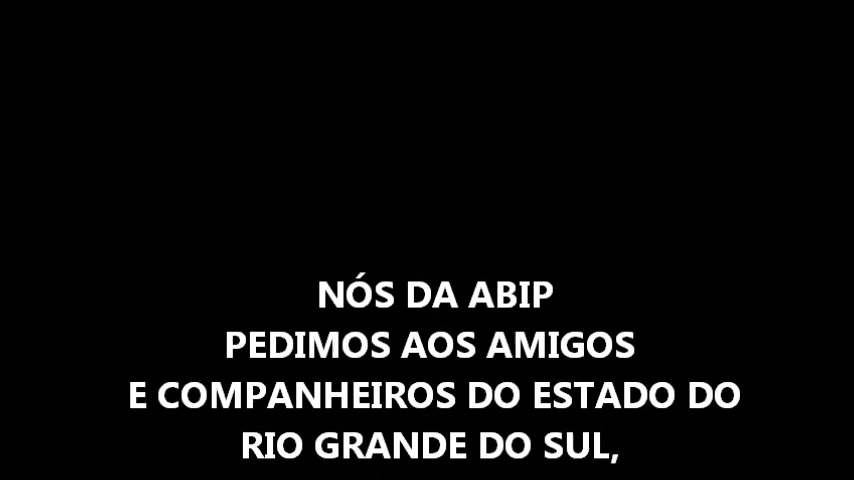 NÓS DA ABIP
PEDIMOS AOS AMIGOS
E COMPANHEIROS DO ESTADO DO
RIO GRANDE DO SUL,